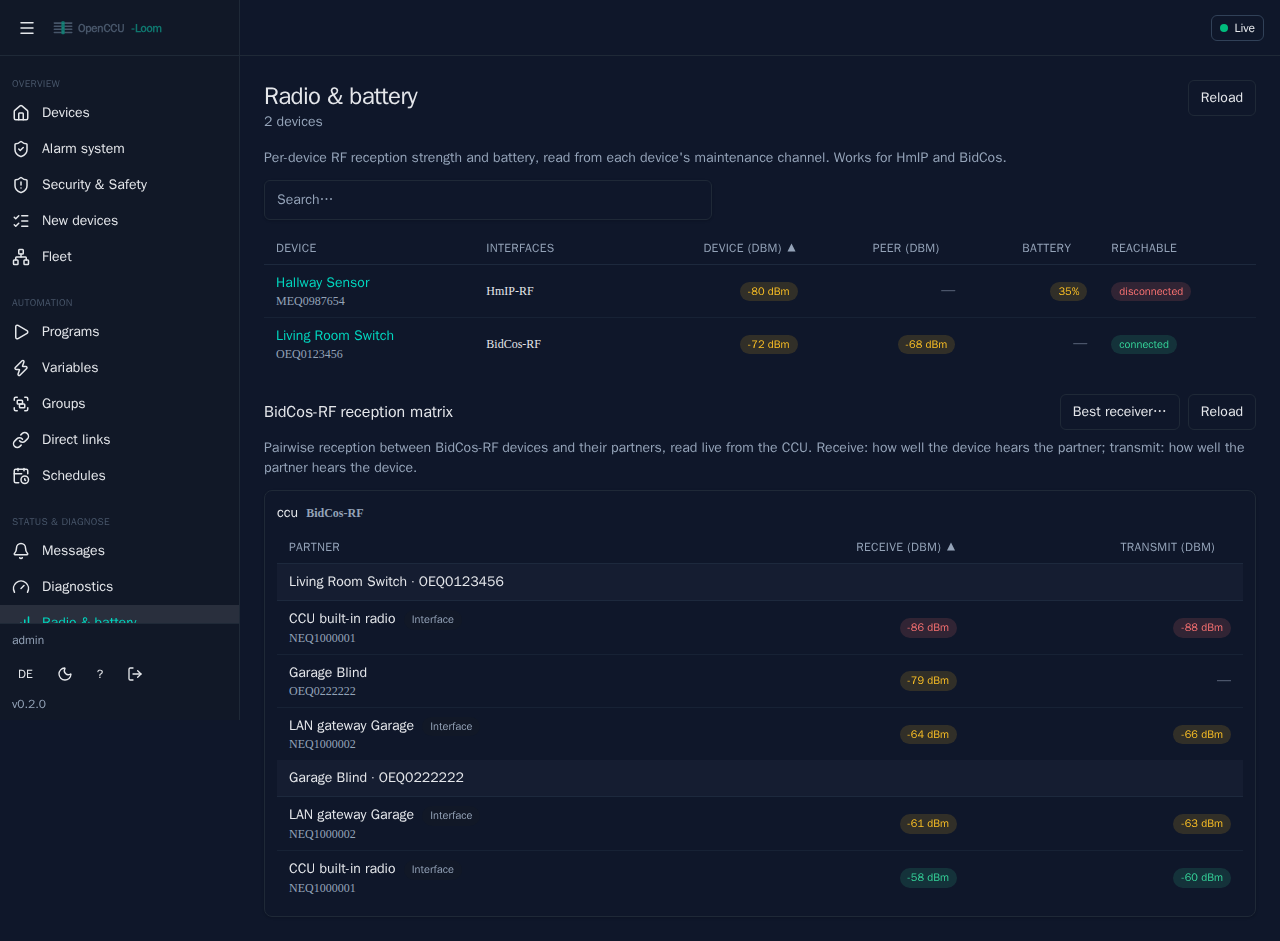 OpenCCU -Loom
Live
OVERVIEW
Devices
Alarm system
Security & Safety
New devices
Fleet
AUTOMATION
Programs
Variables
Groups
Direct links
Schedules
STATUS & DIAGNOSE
Messages
Diagnostics
Radio & battery
admin
DE
?
v0.2.0
Radio & battery
Reload
2 devices
Per-device RF reception strength and battery, read from each device's maintenance channel. Works for HmIP and BidCos.
Search…
DEVICE INTERFACES DEVICE (DBM) ▲ PEER (DBM) BATTERY REACHABLE
Hallway Sensor HmIP-RF -80 dBm — 35% disconnected
MEQ0987654
Living Room Switch BidCos-RF -72 dBm -68 dBm — connected
OEQ0123456
BidCos-RF reception matrix
Best receiver… Reload
Pairwise reception between BidCos-RF devices and their partners, read live from the CCU. Receive: how well the device hears the partner; transmit: how well the
partner hears the device.
ccu BidCos-RF
PARTNER RECEIVE (DBM) ▲ TRANSMIT (DBM)
Living Room Switch · OEQ0123456
CCU built-in radio Interface -86 dBm -88 dBm
NEQ1000001
Garage Blind -79 dBm —
OEQ0222222
LAN gateway Garage Interface -64 dBm -66 dBm
NEQ1000002
Garage Blind · OEQ0222222
LAN gateway Garage Interface -61 dBm -63 dBm
NEQ1000002
CCU built-in radio Interface -58 dBm -60 dBm
NEQ1000001